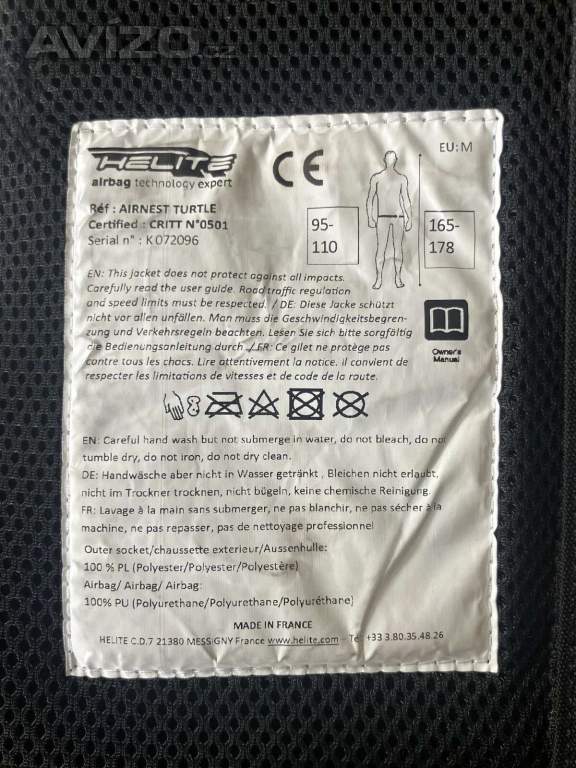 AVÍZO.cz
HELITE
airbag technology expert
CE
EU: M
Réf : AIRNEST TURTLE
Certified : CRITT N°0501
Serial n° : K 072096
95-
110
165-
178
EN: This jacket does not protect against all impacts.
Carefully read the user guide. Road traffic regulation
and speed limits must be respected. / DE: Diese Jacke schützt
nicht vor allen unfällen. Man muss die Geschwindigkeitsbegren-
zung und Verkehrsregeln beachten. Lesen Sie sich bitte sorgfältig
die Bedienungsanleitung durch. / FR: Ce gilet ne protège pas
contre tous les chocs. Lire attentivement la notice. il convient de
respecter les limitations de vitesses et de code de la route.
Owner's
Manual
EN: Careful hand wash but not submerge in water, do not bleach, do not
tumble dry, do not iron, do not dry clean.
DE: Handwäsche aber nicht in Wasser getränkt , Bleichen nicht erlaubt,
nicht im Trockner trocknen, nicht bügeln, keine chemische Reinigung.
FR: Lavage à la main sans submerger, ne pas blanchir, ne pas sécher à la
machine, ne pas repasser, pas de nettoyage professionnel
Outer socket/chaussette exterieur/Aussenhulle:
100 % PL (Polyester/Polyester/Polyestère)
Airbag/ Airbag/ Airbag:
100% PU (Polyurethane/Polyurethane/Polyuréthane)
MADE IN FRANCE
HELITE C.D.7 21380 MESSIGNY France www.helite.com – Te +33 3.80.35.48.26